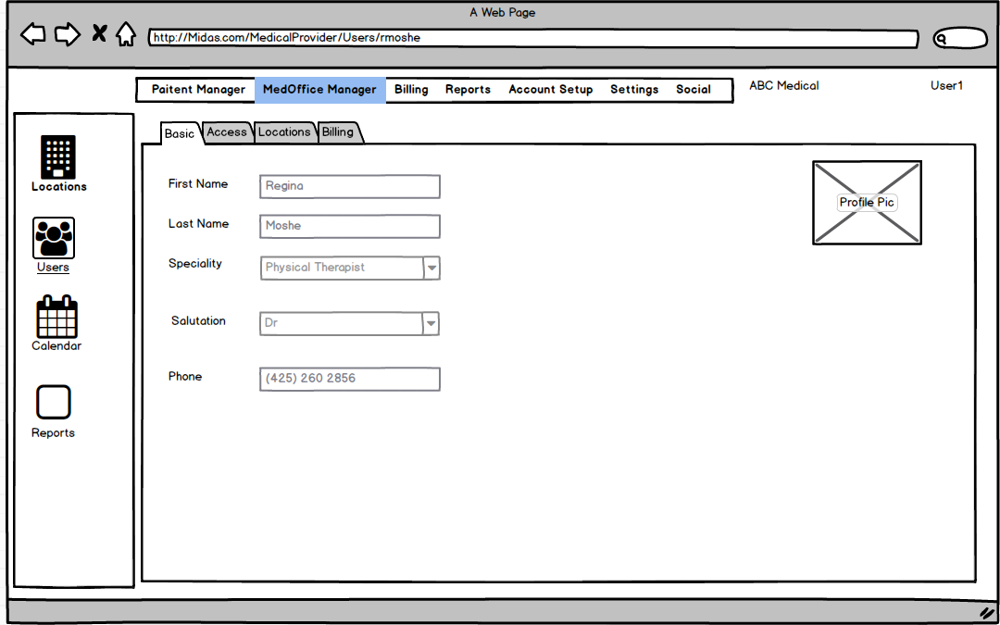 A Web Page
http://Midas.com/MedicalProvider/Users/rmoshe
Paitent Manager MedOffice Manager Billing Reports Account Setup Settings Social
ABC Medical
User1
Locations
Users
Calendar
Reports
Basic Access Locations Billing
First Name Regina
Last Name Moshe
Speciality Physical Therapist
Salutation Dr
Phone (425) 260 2856
Profile Pic